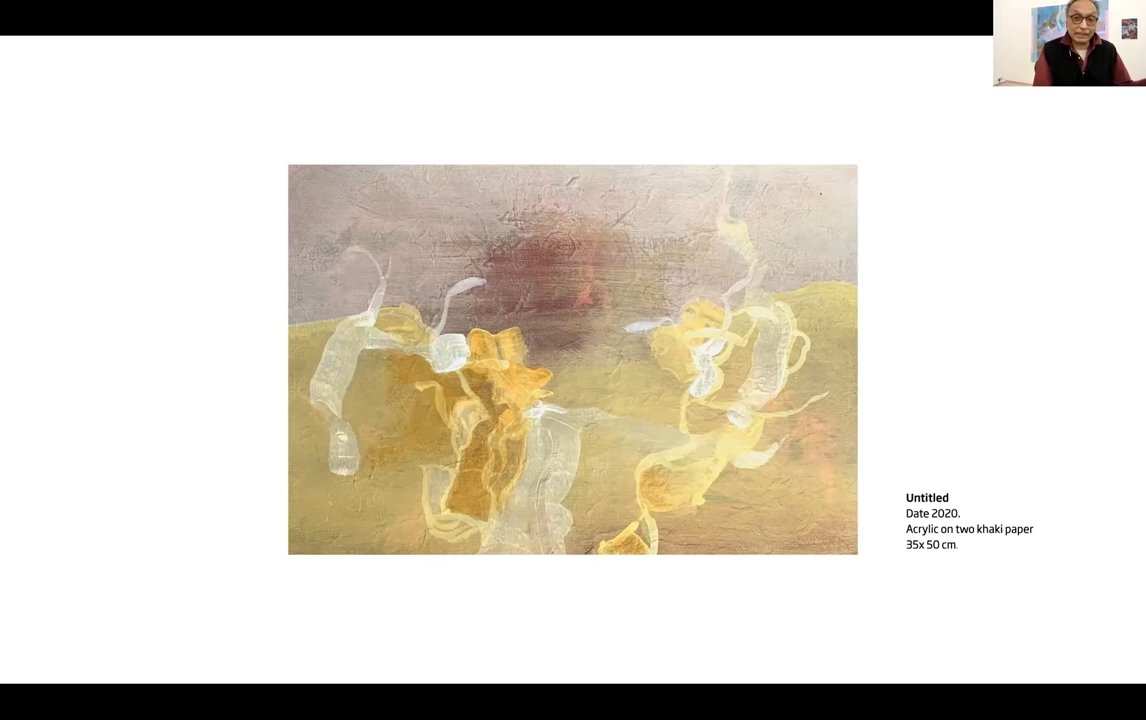 Untitled
Date 2020.
Acrylic on two khaki paper
35x 50 cm.